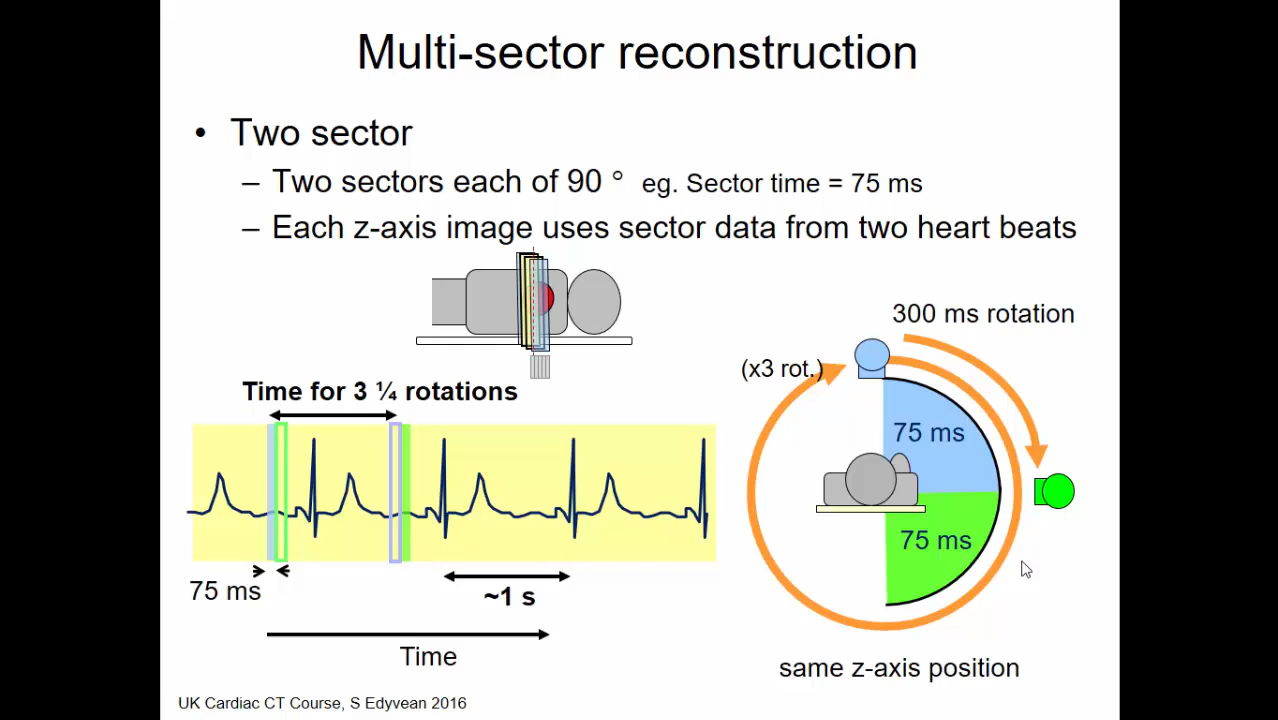 Multi-sector reconstruction
• Two sector
– Two sectors each of 90 ° eg. Sector time = 75 ms
– Each z-axis image uses sector data from two heart beats
300 ms rotation
(x3 rot.)
Time for 3 ¼ rotations
75 ms
75 ms
75 ms
~1 s
Time
same z-axis position
UK Cardiac CT Course, S Edyvean 2016